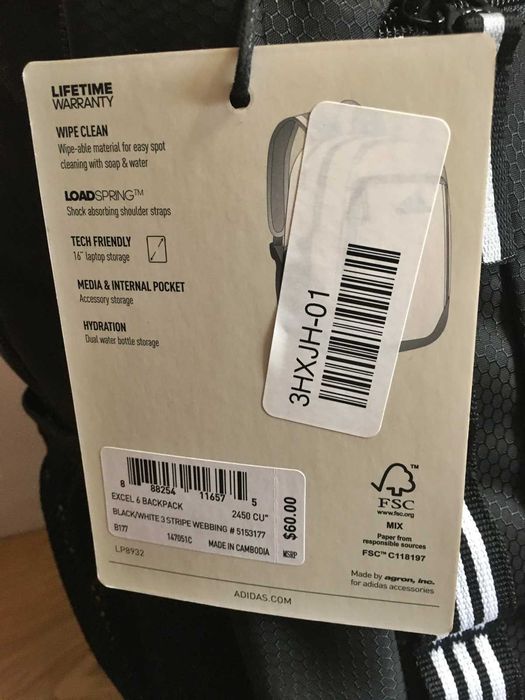 LIFETIME
WARRANTY
WIPE CLEAN
Wipe-able material for easy spot
cleaning with soap & water
LOADSPRING™
Shock absorbing shoulder straps
TECH FRIENDLY
16" laptop storage
MEDIA & INTERNAL POCKET
Accessory storage
HYDRATION
Dual water bottle storage
3HXJH-01
8 88254 11657 5
EXCEL 6 BACKPACK 2450 CU"
BLACK/WHITE 3 STRIPE WEBBING # 5153177
B177 147051C MADE IN CAMBODIA
$60.00
MSRP
LP8932
FSC
www.fsc.org
MIX
Paper from
responsible sources
FSC™ C118197
Made by agron, inc.
for adidas accessories
ADIDAS.COM